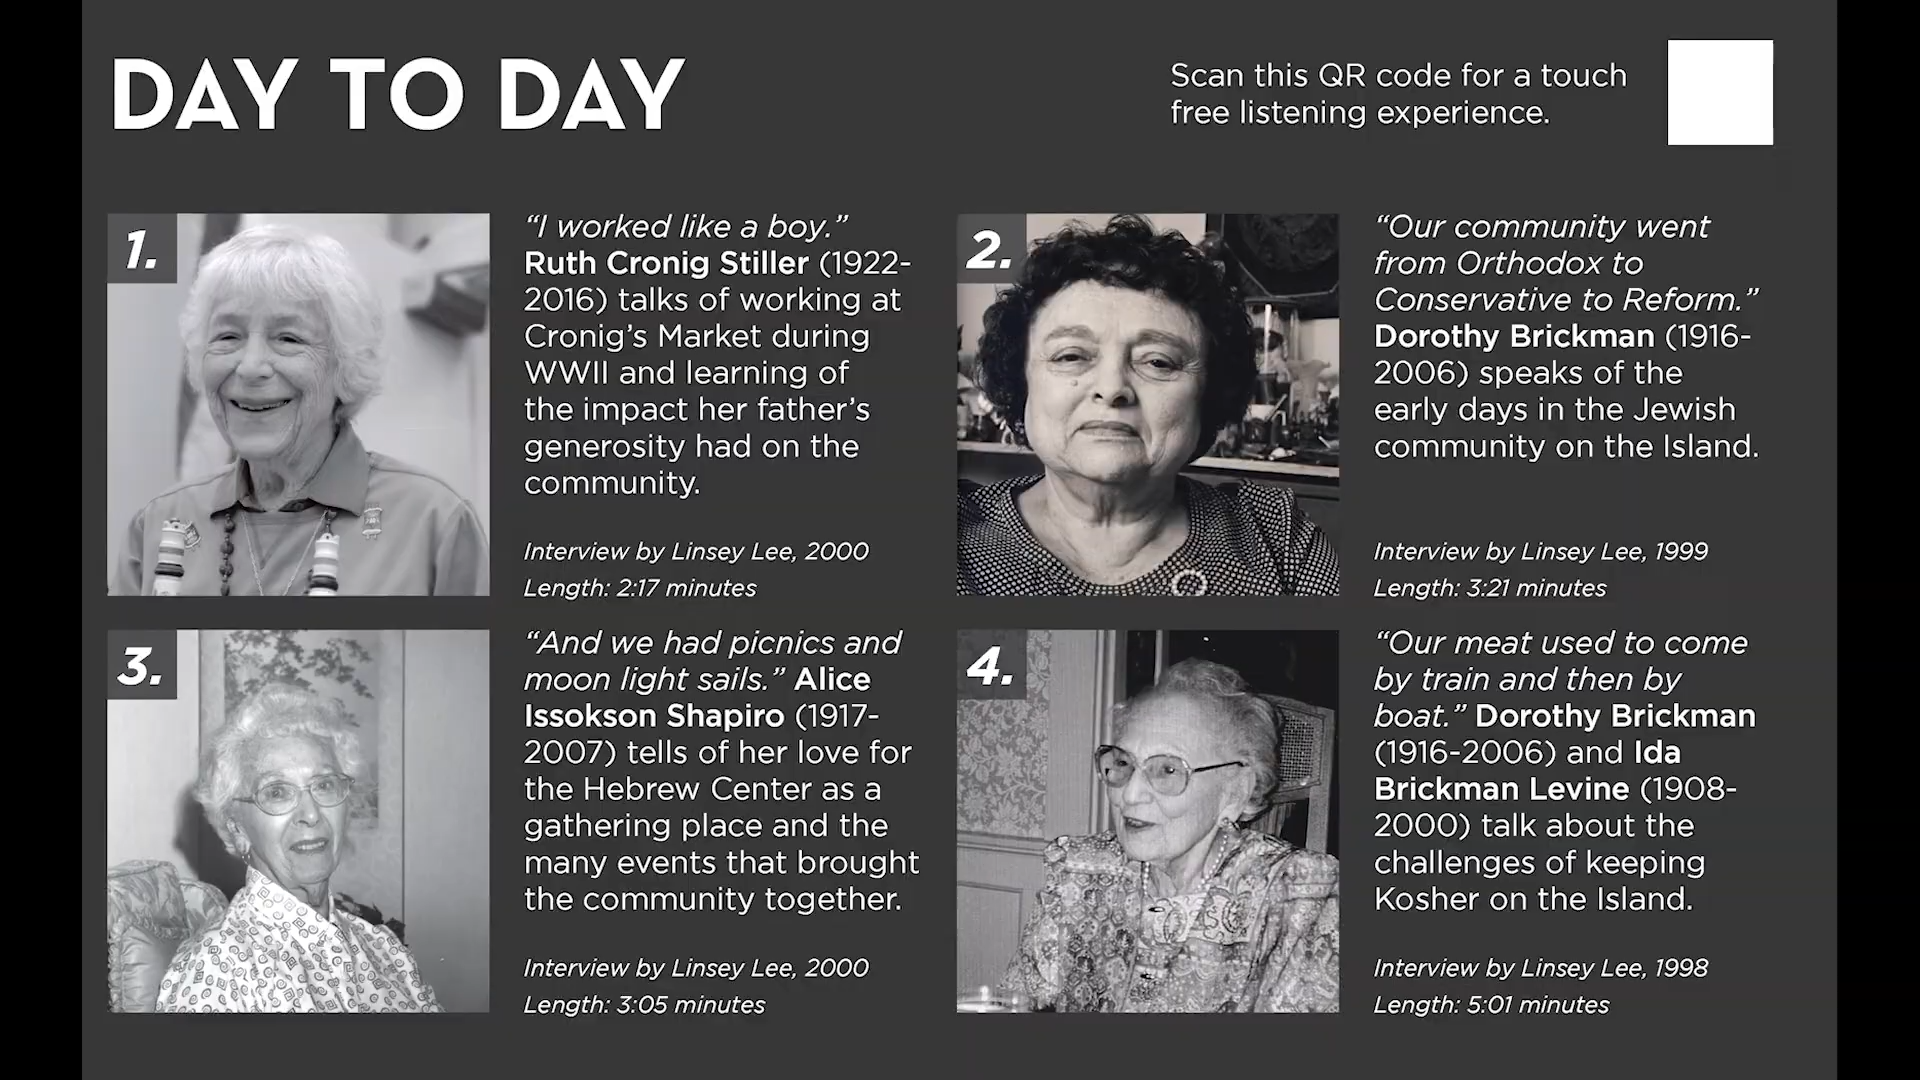 DAY TO DAY
Scan this QR code for a touch
free listening experience.
1.
“I worked like a boy.”
Ruth Cronig Stiller (1922-
2016) talks of working at
Cronig’s Market during
WWII and learning of
the impact her father’s
generosity had on the
community.
Interview by Linsey Lee, 2000
Length: 2:17 minutes
2.
“Our community went
from Orthodox to
Conservative to Reform.”
Dorothy Brickman (1916-
2006) speaks of the
early days in the Jewish
community on the Island.
Interview by Linsey Lee, 1999
Length: 3:21 minutes
3.
“And we had picnics and
moon light sails.” Alice
Issokson Shapiro (1917-
2007) tells of her love for
the Hebrew Center as a
gathering place and the
many events that brought
the community together.
Interview by Linsey Lee, 2000
Length: 3:05 minutes
4.
“Our meat used to come
by train and then by
boat.” Dorothy Brickman
(1916-2006) and Ida
Brickman Levine (1908-
2000) talk about the
challenges of keeping
Kosher on the Island.
Interview by Linsey Lee, 1998
Length: 5:01 minutes